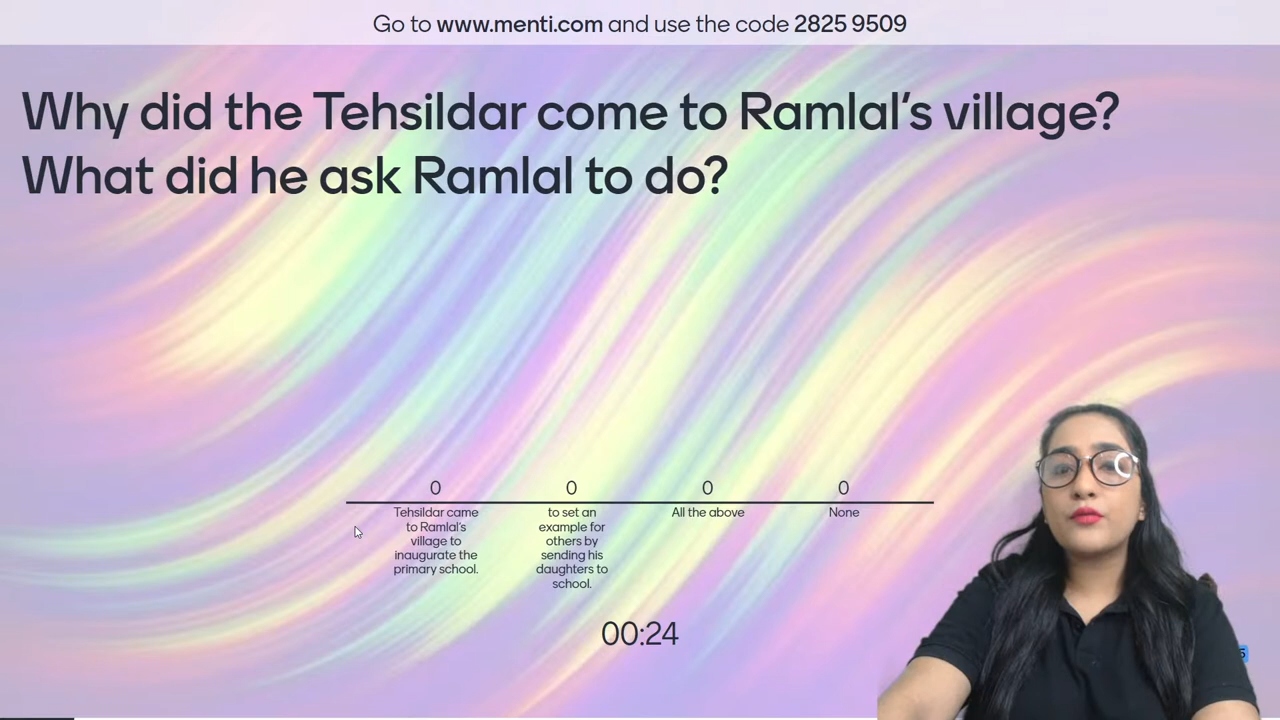 Go to www.menti.com and use the code 2825 9509
Why did the Tehsildar come to Ramlal's village?
What did he ask Ramlal to do?
0
0
0
0
Tehsildar came
to Ramlal's
village to
inaugurate the
primary school.
to set an
example for
others by
sending his
daughters to
school.
All the above
None
00:24
5